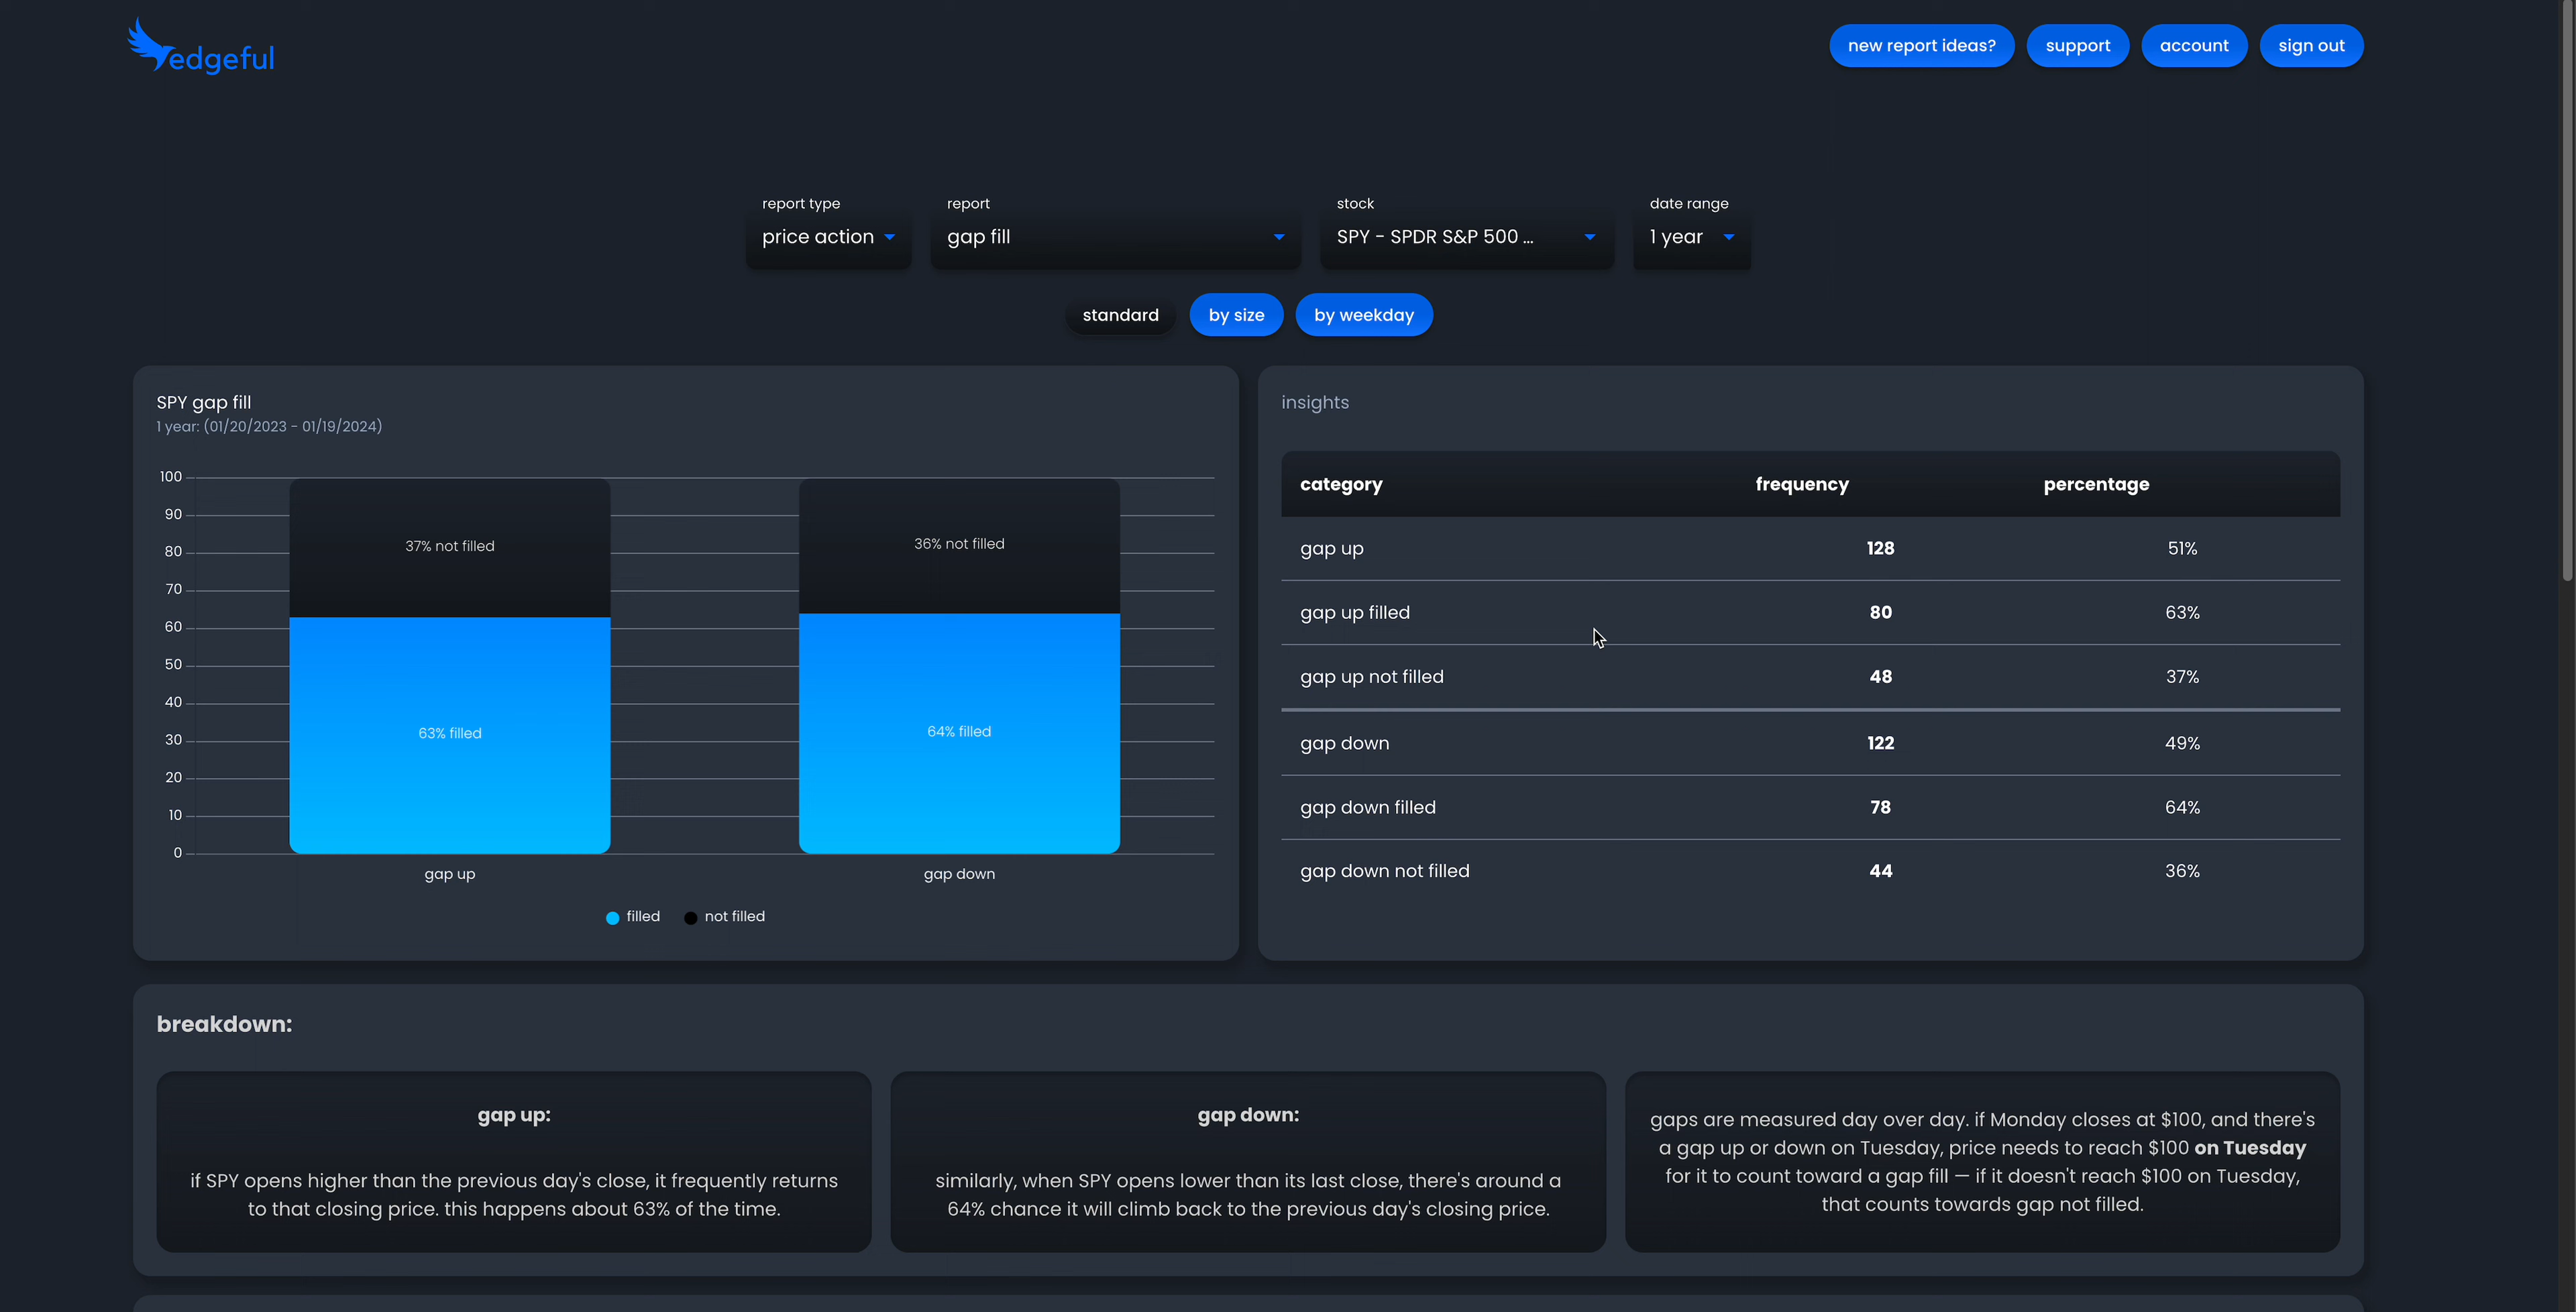 edgeful
new report ideas?
support
account
sign out
report type
price action
report
gap fill
stock
SPY - SPDR S&P 500 ...
date range
1 year
standard
by size
by weekday
SPY gap fill
1 year: (01/20/2023 - 01/19/2024)
100
90
80
70
60
50
40
30
20
10
0
37% not filled
63% filled
36% not filled
64% filled
gap up
gap down
filled
not filled
insights
category frequency percentage
gap up 128 51%
gap up filled 80 63%
gap up not filled 48 37%
gap down 122 49%
gap down filled 78 64%
gap down not filled 44 36%
breakdown:
gap up:
if SPY opens higher than the previous day's close, it frequently returns
to that closing price. this happens about 63% of the time.
gap down:
similarly, when SPY opens lower than its last close, there's around a
64% chance it will climb back to the previous day's closing price.
gaps are measured day over day. if Monday closes at $100, and there's
a gap up or down on Tuesday, price needs to reach $100 on Tuesday
for it to count toward a gap fill — if it doesn't reach $100 on Tuesday,
that counts towards gap not filled.